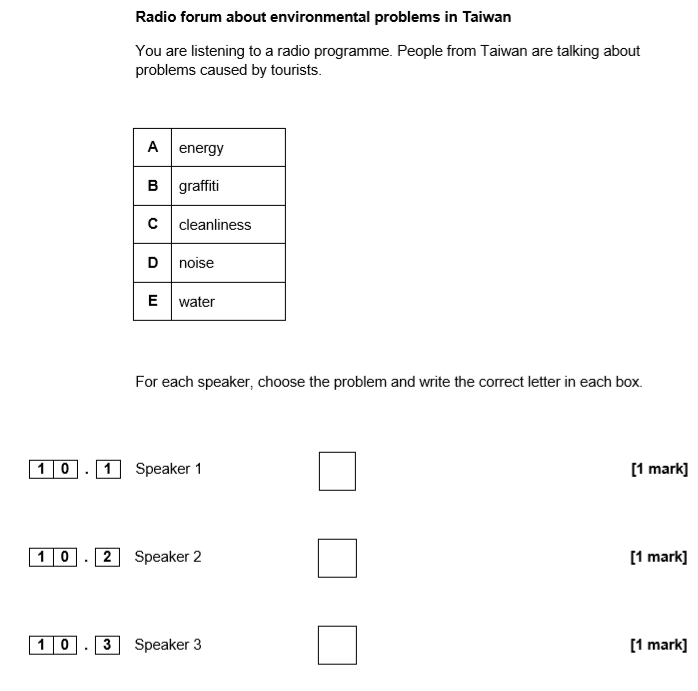 Radio forum about environmental problems in Taiwan
You are listening to a radio programme. People from Taiwan are talking about
problems caused by tourists.
A energy
B graffiti
C cleanliness
D noise
E water
For each speaker, choose the problem and write the correct letter in each box.
1 0 . 1 Speaker 1 [1 mark]
1 0 . 2 Speaker 2 [1 mark]
1 0 . 3 Speaker 3 [1 mark]